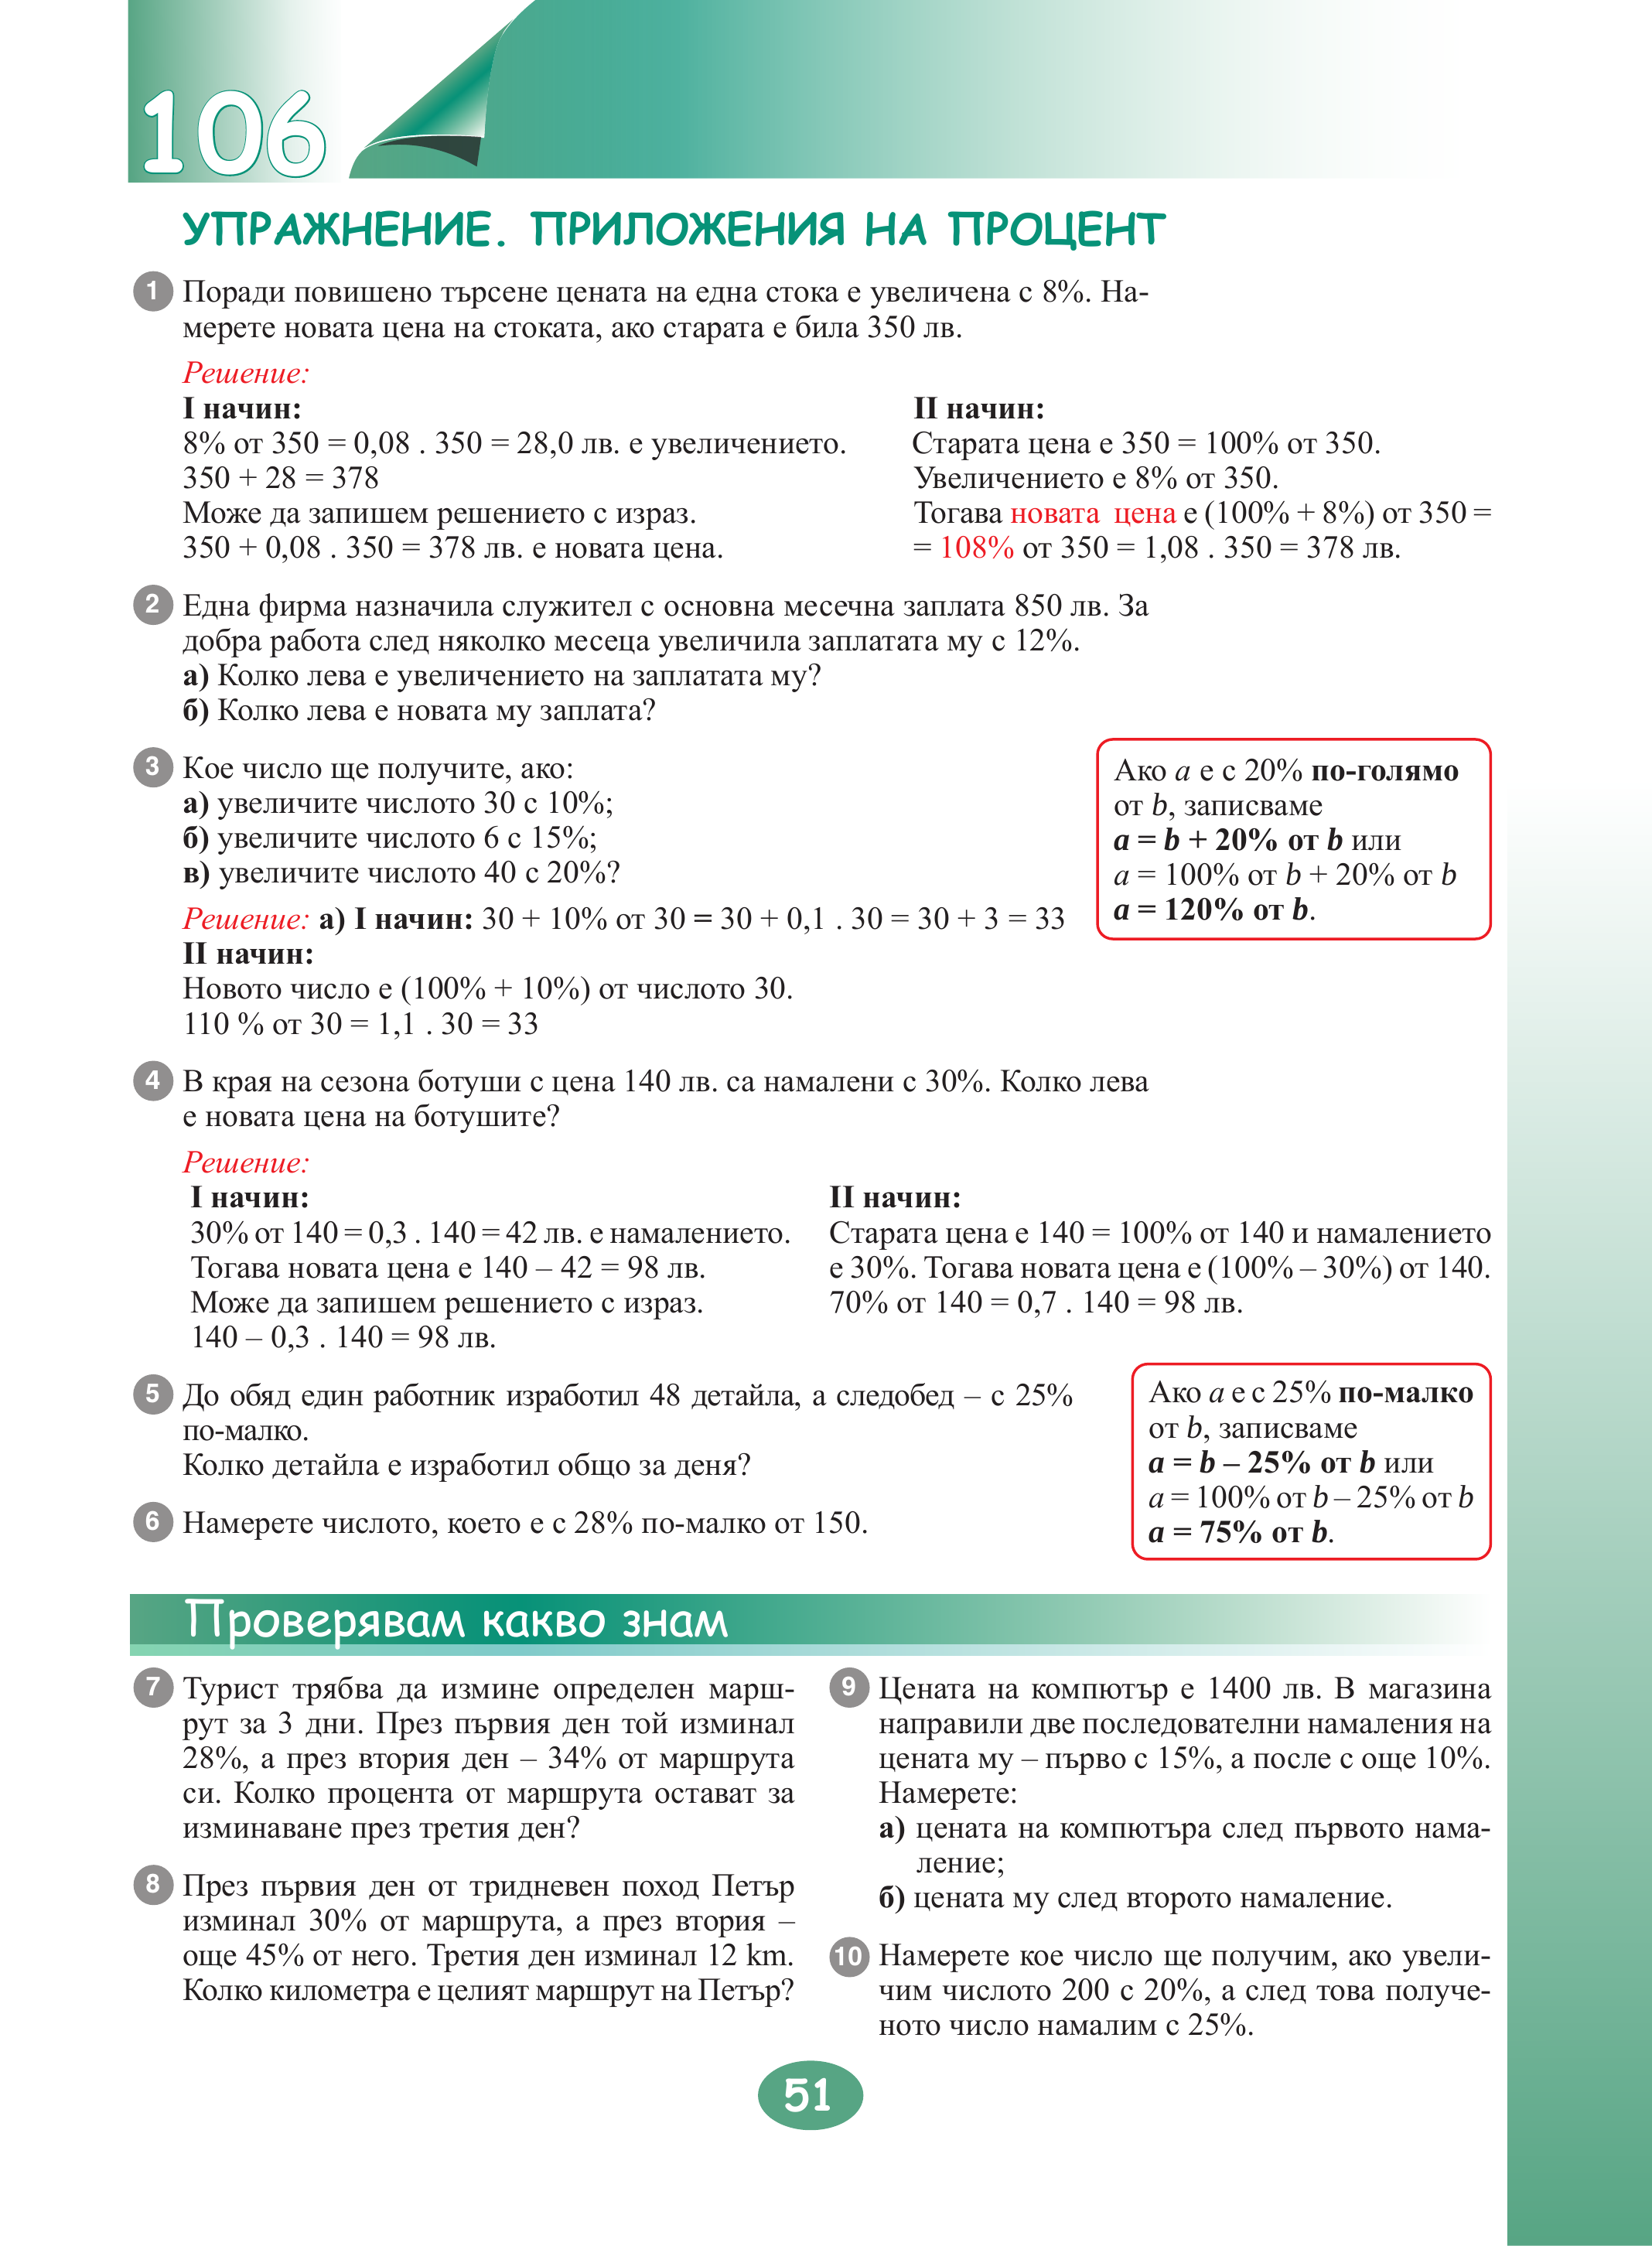 106
УПРАЖНЕНИЕ. ПРИЛОЖЕНИЯ НА ПРОЦЕНТ
1 Поради повишено търсене цената на една стока е увеличена с 8%. На-
мерете новата цена на стоката, ако старата е била 350 лв.
Решение:
I начин:
8% от 350 = 0,08 . 350 = 28,0 лв. е увеличението.
350 + 28 = 378
Може да запишем решението с израз.
350 + 0,08 . 350 = 378 лв. е новата цена.
II начин:
Старата цена е 350 = 100% от 350.
Увеличението е 8% от 350.
Тогава новата цена е (100% + 8%) от 350 =
= 108% от 350 = 1,08 . 350 = 378 лв.
2 Една фирма назначила служител с основна месечна заплата 850 лв. За
добра работа след няколко месеца увеличила заплатата му с 12%.
а) Колко лева е увеличението на заплатата му?
б) Колко лева е новата му заплата?
3 Кое число ще получите, ако:
а) увеличите числото 30 с 10%;
б) увеличите числото 6 с 15%;
в) увеличите числото 40 с 20%?
Решение: а) I начин: 30 + 10% от 30 = 30 + 0,1 . 30 = 30 + 3 = 33
II начин:
Новото число е (100% + 10%) от числото 30.
110 % от 30 = 1,1 . 30 = 33
Ако a е с 20% по-голямо
от b, записваме
a = b + 20% от b или
a = 100% от b + 20% от b
a = 120% от b.
4 В края на сезона ботуши с цена 140 лв. са намалени с 30%. Колко лева
е новата цена на ботушите?
Решение:
I начин:
30% от 140 = 0,3 . 140 = 42 лв. е намалението.
Тогава новата цена е 140 – 42 = 98 лв.
Може да запишем решението с израз.
140 – 0,3 . 140 = 98 лв.
II начин:
Старата цена е 140 = 100% от 140 и намалението
е 30%. Тогава новата цена е (100% – 30%) от 140.
70% от 140 = 0,7 . 140 = 98 лв.
5 До обяд един работник изработил 48 детайла, а следобед – с 25%
по-малко.
Колко детайла е изработил общо за деня?
6 Намерете числото, което е с 28% по-малко от 150.
Ако a е с 25% по-малко
от b, записваме
a = b – 25% от b или
a = 100% от b – 25% от b
a = 75% от b.
Проверявам какво знам
7 Турист трябва да измине определен марш-
рут за 3 дни. През първия ден той изминал
28%, а през втория ден – 34% от маршрута
си. Колко процента от маршрута остават за
изминаване през третия ден?
8 През първия ден от тридневен поход Петър
изминал 30% от маршрута, а през втория –
още 45% от него. Третия ден изминал 12 km.
Колко километра е целият маршрут на Петър?
9 Цената на компютър е 1400 лв. В магазина
направили две последователни намаления на
цената му – първо с 15%, а после с още 10%.
Намерете:
а) цената на компютъра след първото нама-
ление;
б) цената му след второто намаление.
10 Намерете кое число ще получим, ако увели-
чим числото 200 с 20%, а след това получе-
ното число намалим с 25%.
51